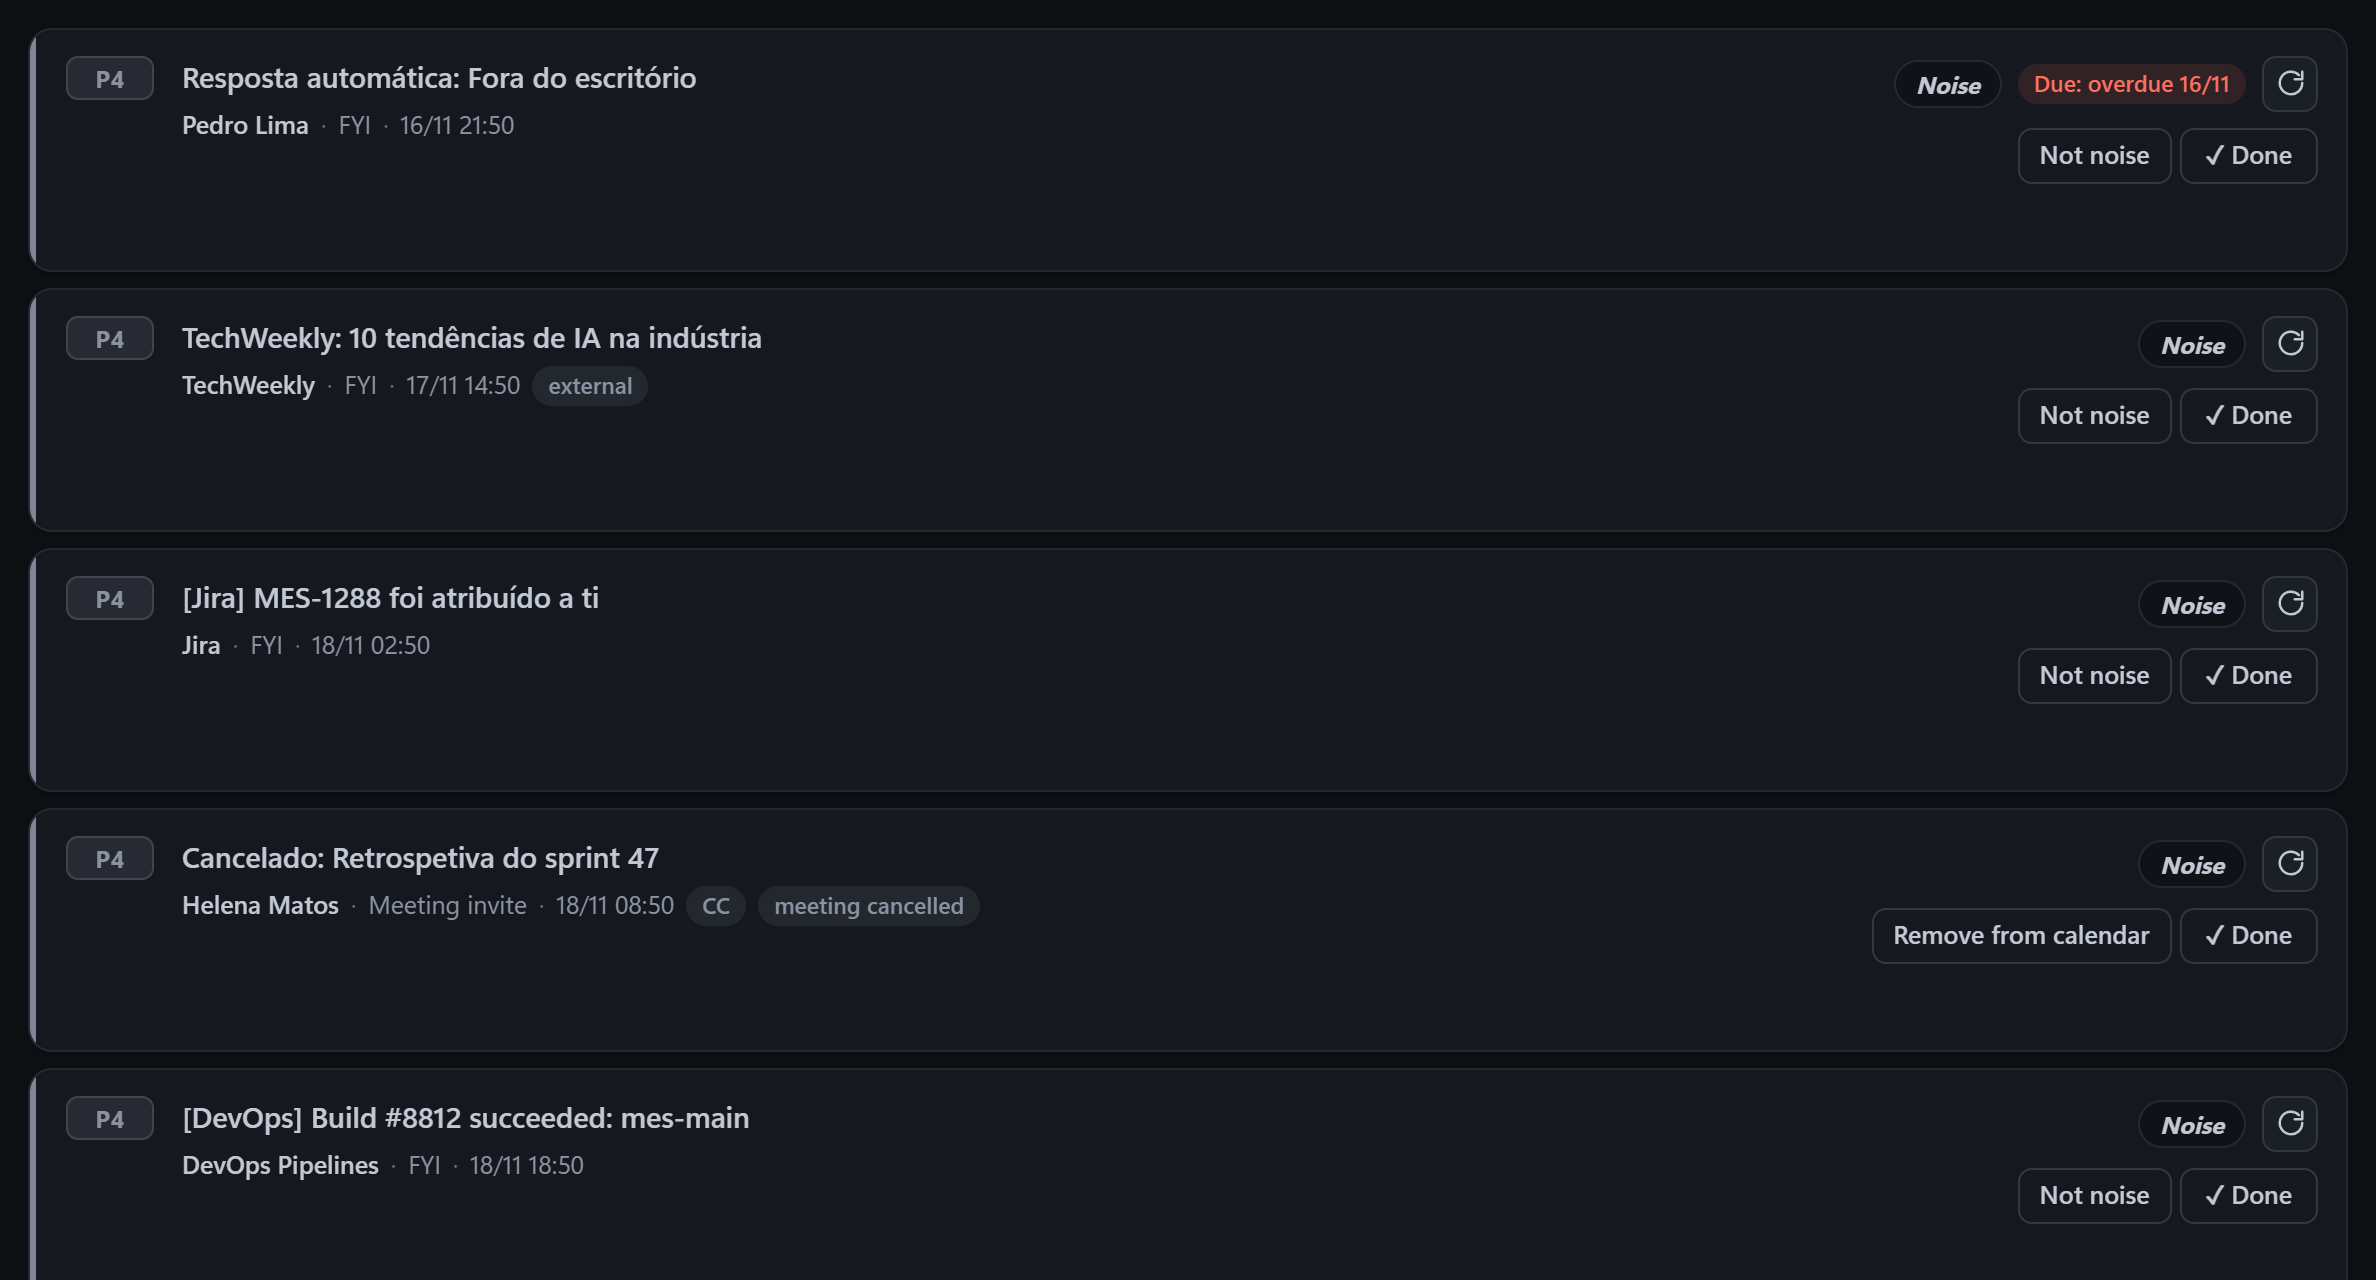 P4 Resposta automática: Fora do escritório Noise Due: overdue 16/11
Pedro Lima · FYI · 16/11 21:50
Not noise ✓ Done
P4 TechWeekly: 10 tendências de IA na indústria Noise
TechWeekly · FYI · 17/11 14:50 external
Not noise ✓ Done
P4 [Jira] MES-1288 foi atribuído a ti Noise
Jira · FYI · 18/11 02:50
Not noise ✓ Done
P4 Cancelado: Retrospetiva do sprint 47 Noise
Helena Matos · Meeting invite · 18/11 08:50 CC meeting cancelled
Remove from calendar ✓ Done
P4 [DevOps] Build #8812 succeeded: mes-main Noise
DevOps Pipelines · FYI · 18/11 18:50
Not noise ✓ Done